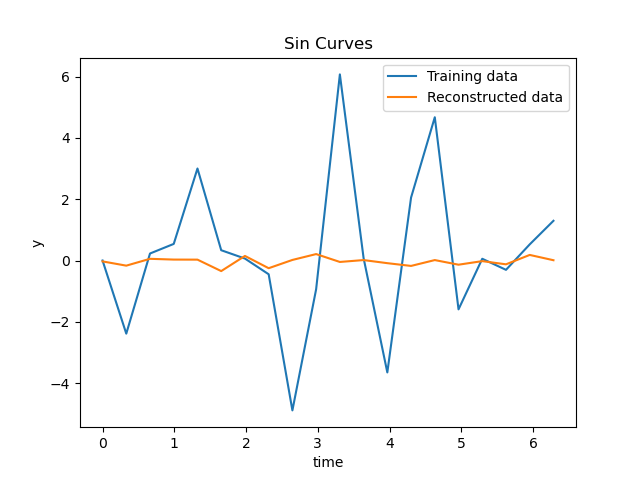 Sin Curves
Training data
Reconstructed data
6
4
2
0
−2
−4
y
0 1 2 3 4 5 6
time